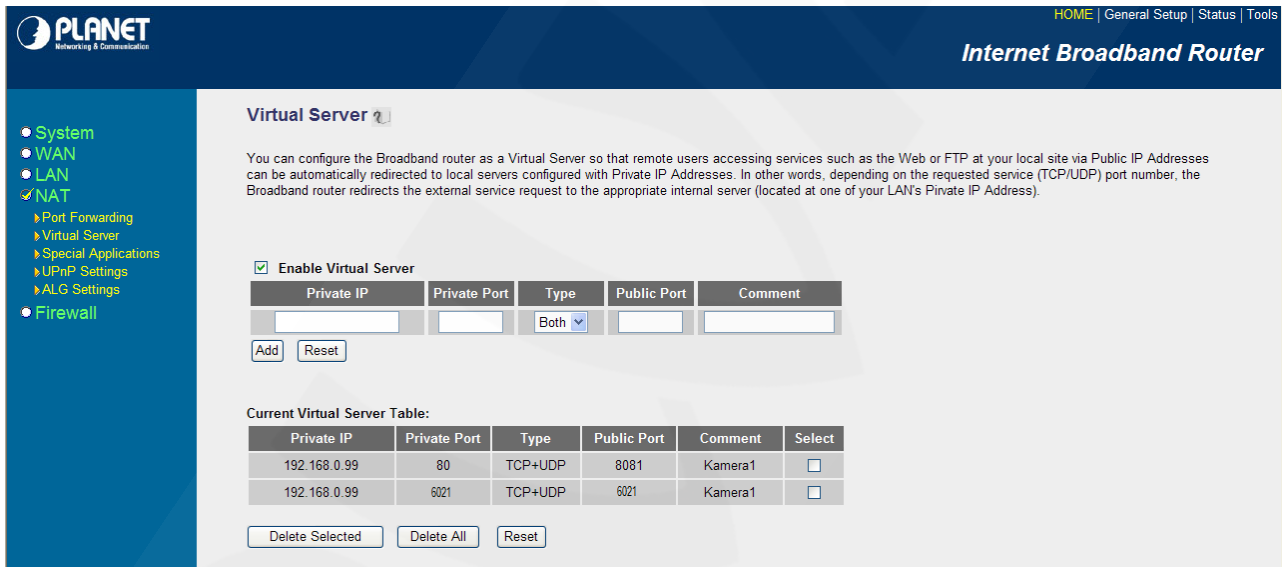 PLANET
Networking & Communication
HOME | General Setup | Status | Tools
Internet Broadband Router
System
WAN
LAN
NAT
Port Forwarding
Virtual Server
Special Applications
UPnP Settings
ALG Settings
Firewall
Virtual Server
You can configure the Broadband router as a Virtual Server so that remote users accessing services such as the Web or FTP at your local site via Public IP Addresses
can be automatically redirected to local servers configured with Private IP Addresses. In other words, depending on the requested service (TCP/UDP) port number, the
Broadband router redirects the external service request to the appropriate internal server (located at one of your LAN's Private IP Address).
Enable Virtual Server
Private IP Private Port Type Public Port Comment
Both
Add Reset
Current Virtual Server Table:
Private IP Private Port Type Public Port Comment Select
192.168.0.99 80 TCP+UDP 8081 Kamera1
192.168.0.99 6021 TCP+UDP 6021 Kamera1
Delete Selected Delete All Reset